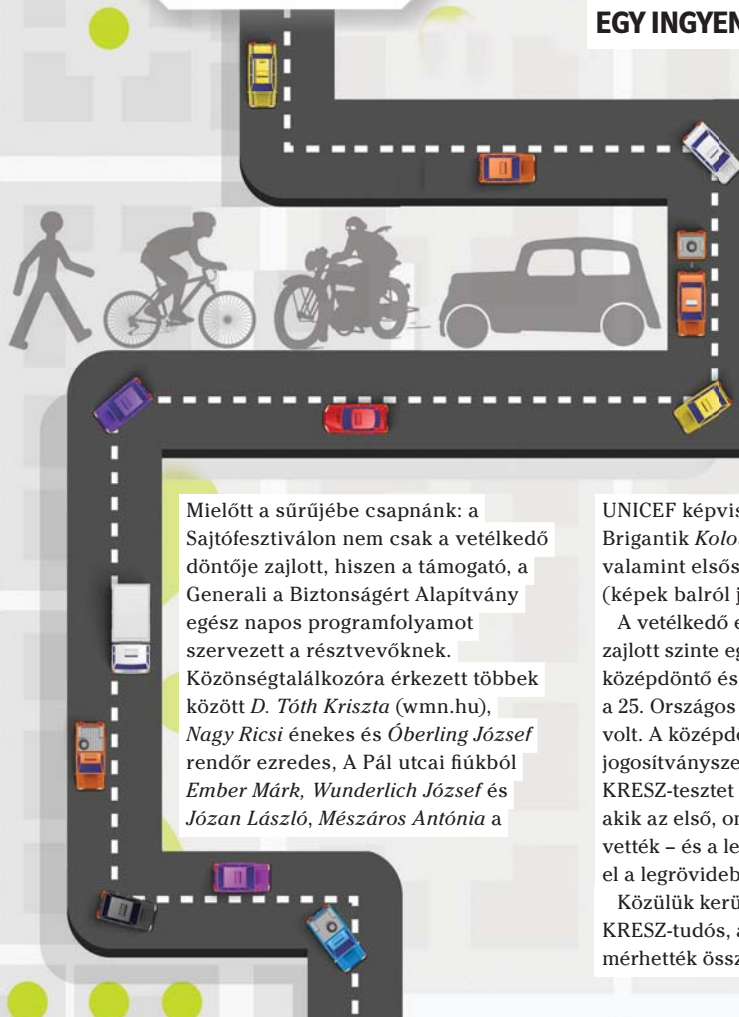 EGY INGYEN
Mielőtt a sűrűjébe csapnánk: a
Sajtófesztiválon nem csak a vetélkedő
döntője zajlott, hiszen a támogató, a
Generali a Biztonságért Alapítvány
egész napos programfolyamot
szervezett a résztvevőknek.
Közönségtalálkozóra érkezett többek
között D. Tóth Kriszta (wmn.hu),
Nagy Ricsi énekes és Óberling József
rendőr ezredes, A Pál utcai fiúkból
Ember Márk, Wunderlich József és
Józan László, Mészáros Antónia a
UNICEF képvis
Brigantik Kolo
valamint elsős
(képek balról j
A vetélkedő e
zajlott szinte eg
középdöntő és
a 25. Országos
volt. A középdö
jogosítványsze
KRESZ-tesztet
akik az első, on
vették – és a le
el a legrövideb
Közülük kerü
KRESZ-tudós, a
mérhették össz